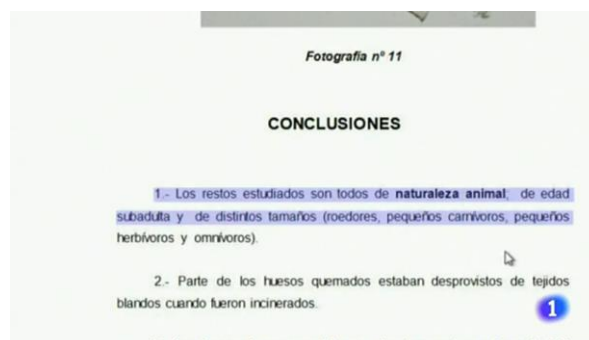 Fotografía nº 11
CONCLUSIONES
1.- Los restos estudiados son todos de naturaleza animal, de edad
subadulta y de distintos tamaños (roedores, pequeños carnívoros, pequeños
herbívoros y omnívoros).
2.- Parte de los huesos quemados estaban desprovistos de tejidos
blandos cuando fueron incinerados.
1